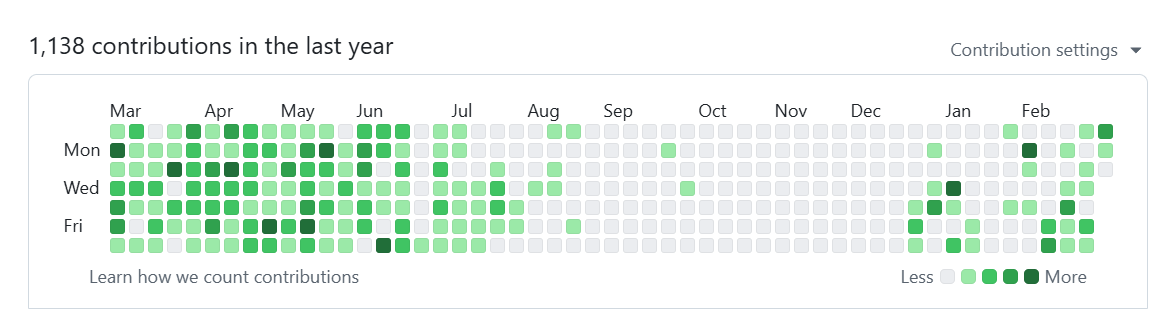 1,138 contributions in the last year
Contribution settings
Mar Apr May Jun Jul Aug Sep Oct Nov Dec Jan Feb
Mon
Wed
Fri
Learn how we count contributions
Less More